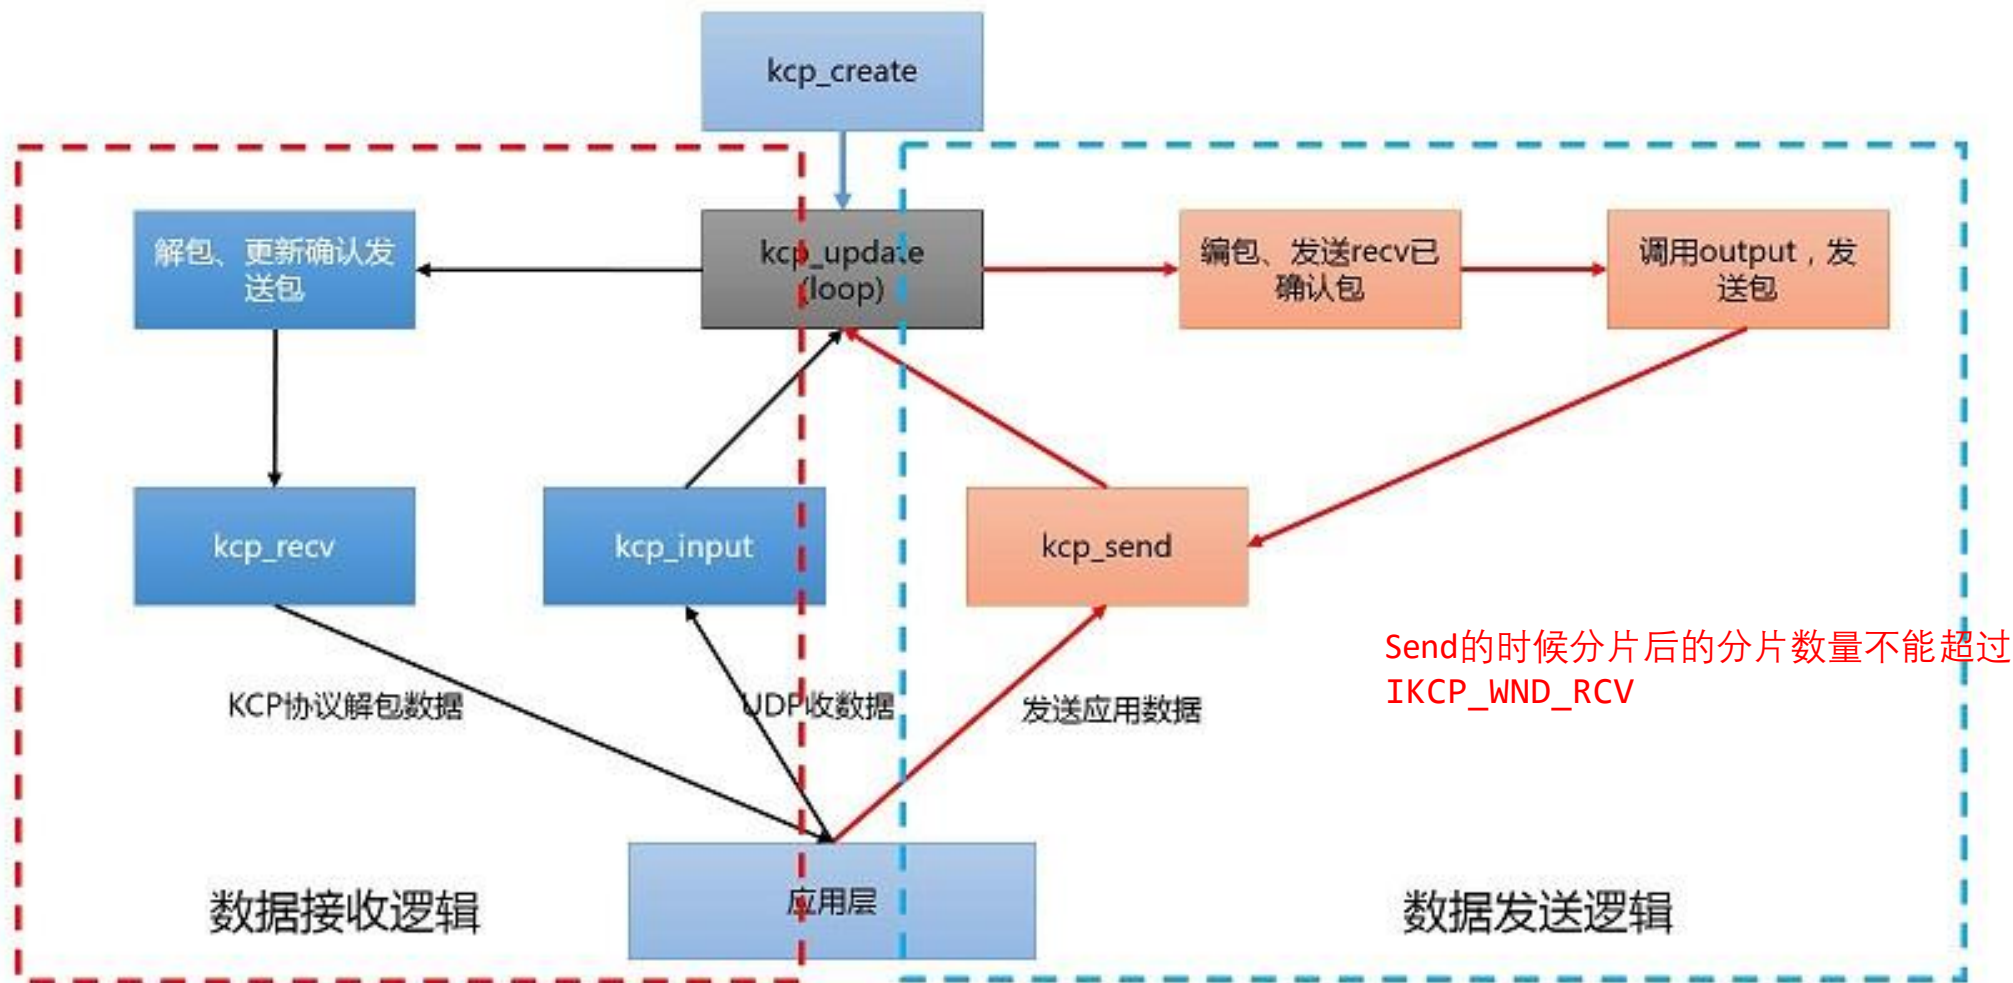 kcp_create
解包、更新确认发
送包
kcp_update
(loop)
编包、发送recv已
确认包
调用output，发
送包
kcp_recv
kcp_input
kcp_send
Send的时候分片后的分片数量不能超过
IKCP_WND_RCV
KCP协议解包数据
UDP收数据
发送应用数据
数据接收逻辑
应用层
数据发送逻辑